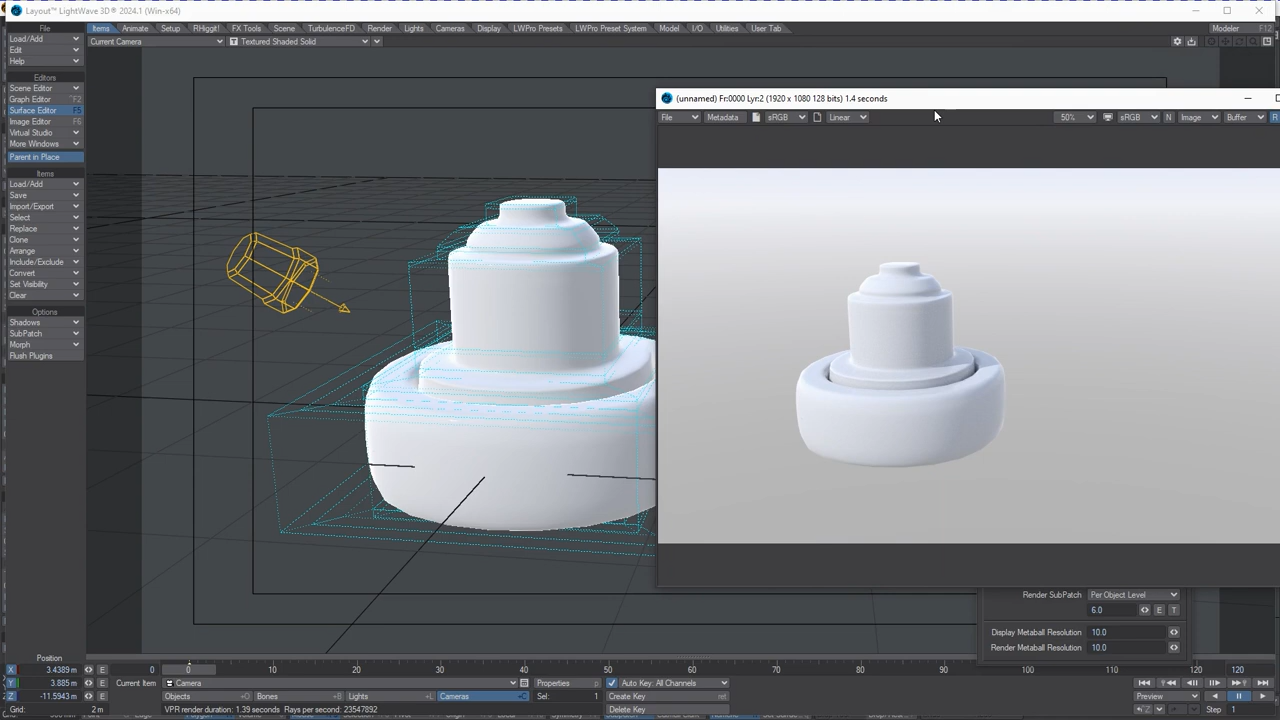 Layout™ LightWave 3D® 2024.1 (Win-x64)
File
Items
Animate
Setup
RHiggit!
FX Tools
Scene
TurbulenceFD
Render
Lights
Cameras
Display
LWPro Presets
LWPro Preset System
Model
I/O
Utilities
User Tab
Modeler F12
Load/Add
Edit
Help
Current Camera
Textured Shaded Solid
Editors
Scene Editor
Graph Editor F2
Surface Editor F5
Image Editor F6
Virtual Studio
More Windows
Parent in Place
Items
Load/Add
Save
Import/Export
Select
Replace
Clone
Arrange
Include/Exclude
Convert
Set Visibility
Clear
Options
Shadows
SubPatch
Morph
Flush Plugins
(unnamed) Fr:0000 Lyr:2 (1920 x 1080 128 bits) 1.4 seconds
File
Metadata
sRGB
Linear
50%
sRGB
N
Image
Buffer
R
Render SubPatch Per Object Level
6.0 E T
Display Metaball Resolution 10.0
Render Metaball Resolution 10.0
Position
X 3.4389 m E
Y 3.885 m E
Z -11.5943 m E
Grid: 2 m
0 0 10 20 30 40 50 60 70 80 90 100 110 120 120
Current Item Camera Properties p
Auto Key: All Channels
Objects Bones Lights Cameras Sel: 1
Create Key
Delete Key
VPR render duration: 1.39 seconds Rays per second: 23547892
Preview
Step 1